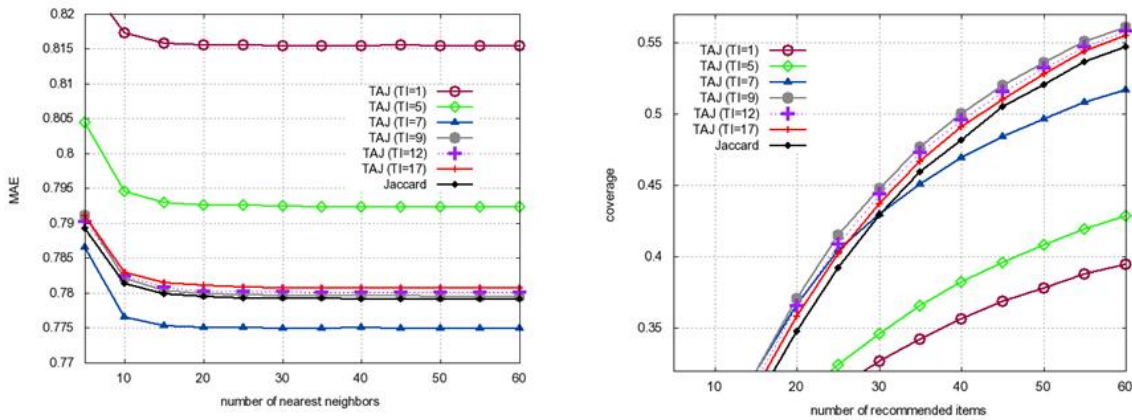 0.82
0.815
0.81
0.805
0.8
0.795
0.79
0.785
0.78
0.775
0.77
MAE
TAJ (TI=1)
TAJ (TI=5)
TAJ (TI=7)
TAJ (TI=9)
TAJ (TI=12)
TAJ (TI=17)
Jaccard
10 20 30 40 50 60
number of nearest neighbors
0.55
0.5
0.45
0.4
0.35
coverage
TAJ (TI=1)
TAJ (TI=5)
TAJ (TI=7)
TAJ (TI=9)
TAJ (TI=12)
TAJ (TI=17)
Jaccard
10 20 30 40 50 60
number of recommended items